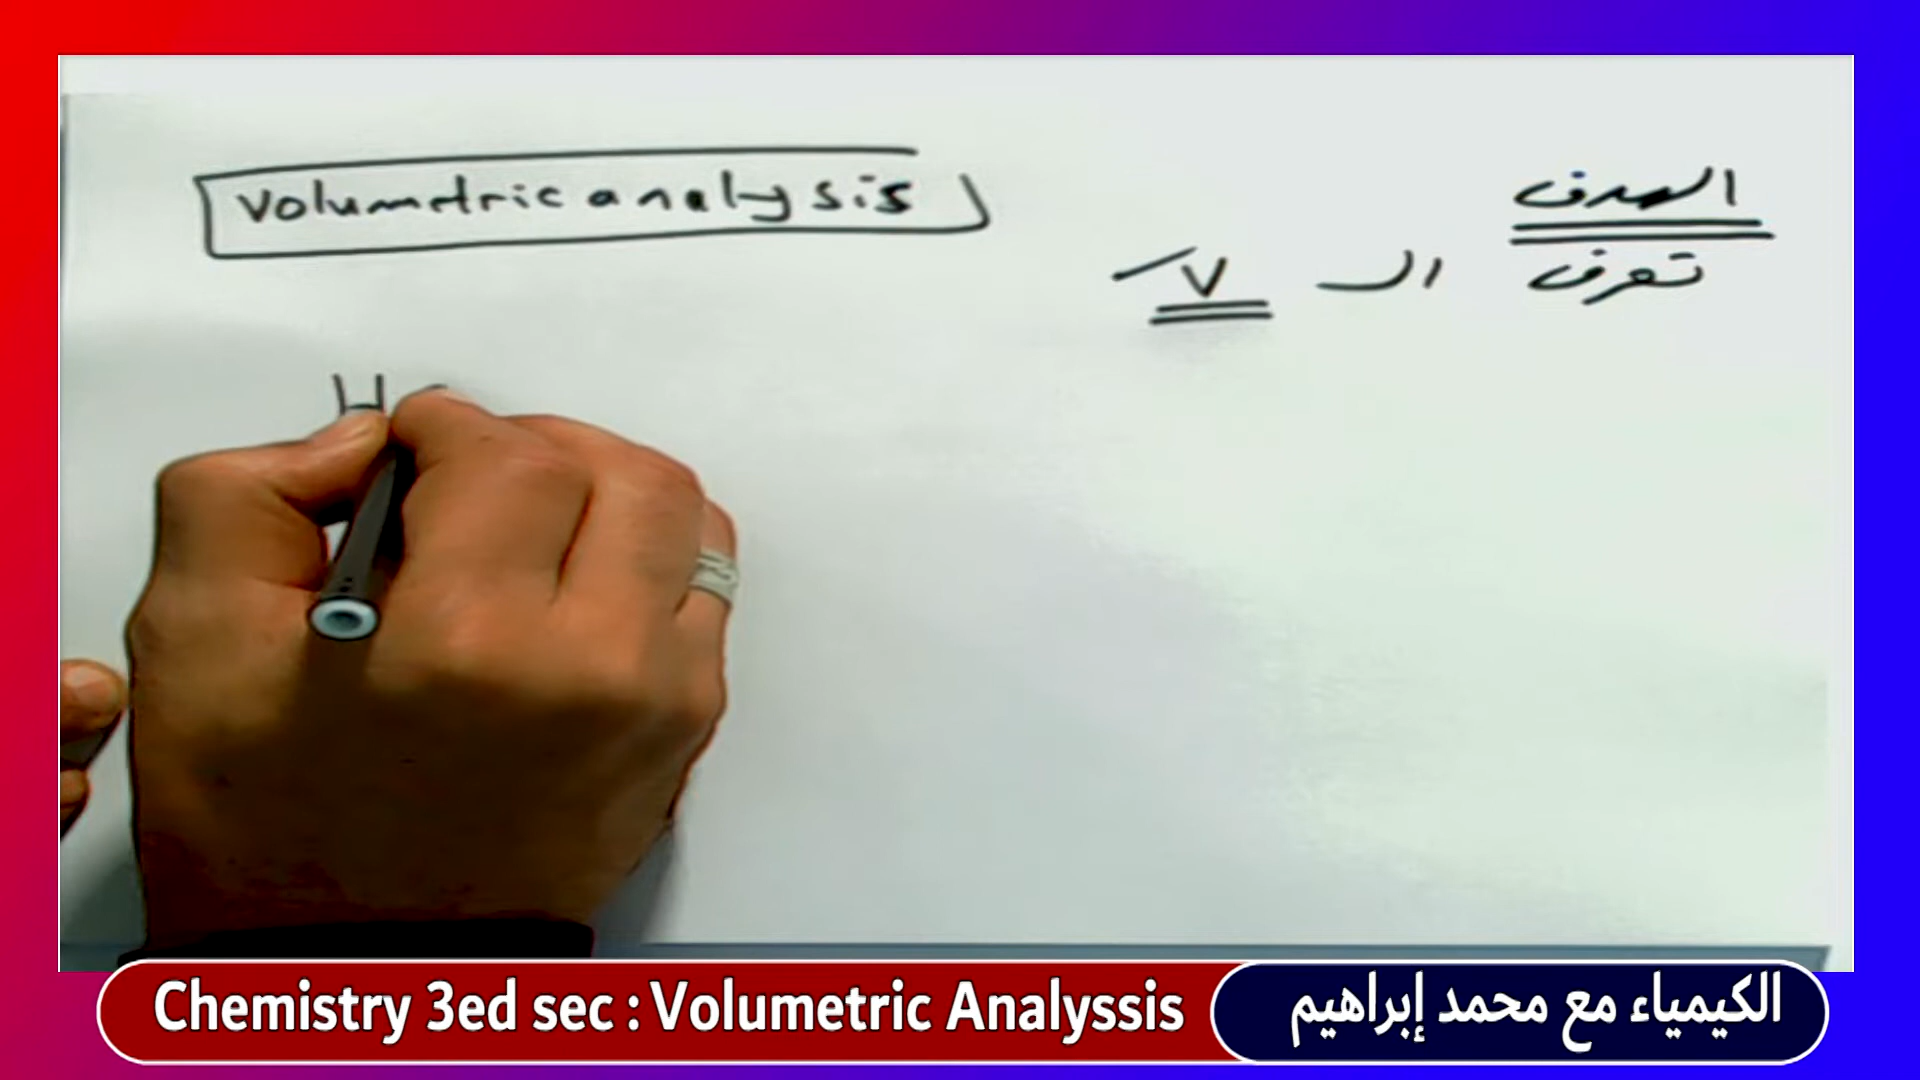 Volumetric analysis
الهدف
تعرف الـ V
H
Chemistry 3ed sec : Volumetric Analyssis
الكيمياء مع محمد إبراهيم